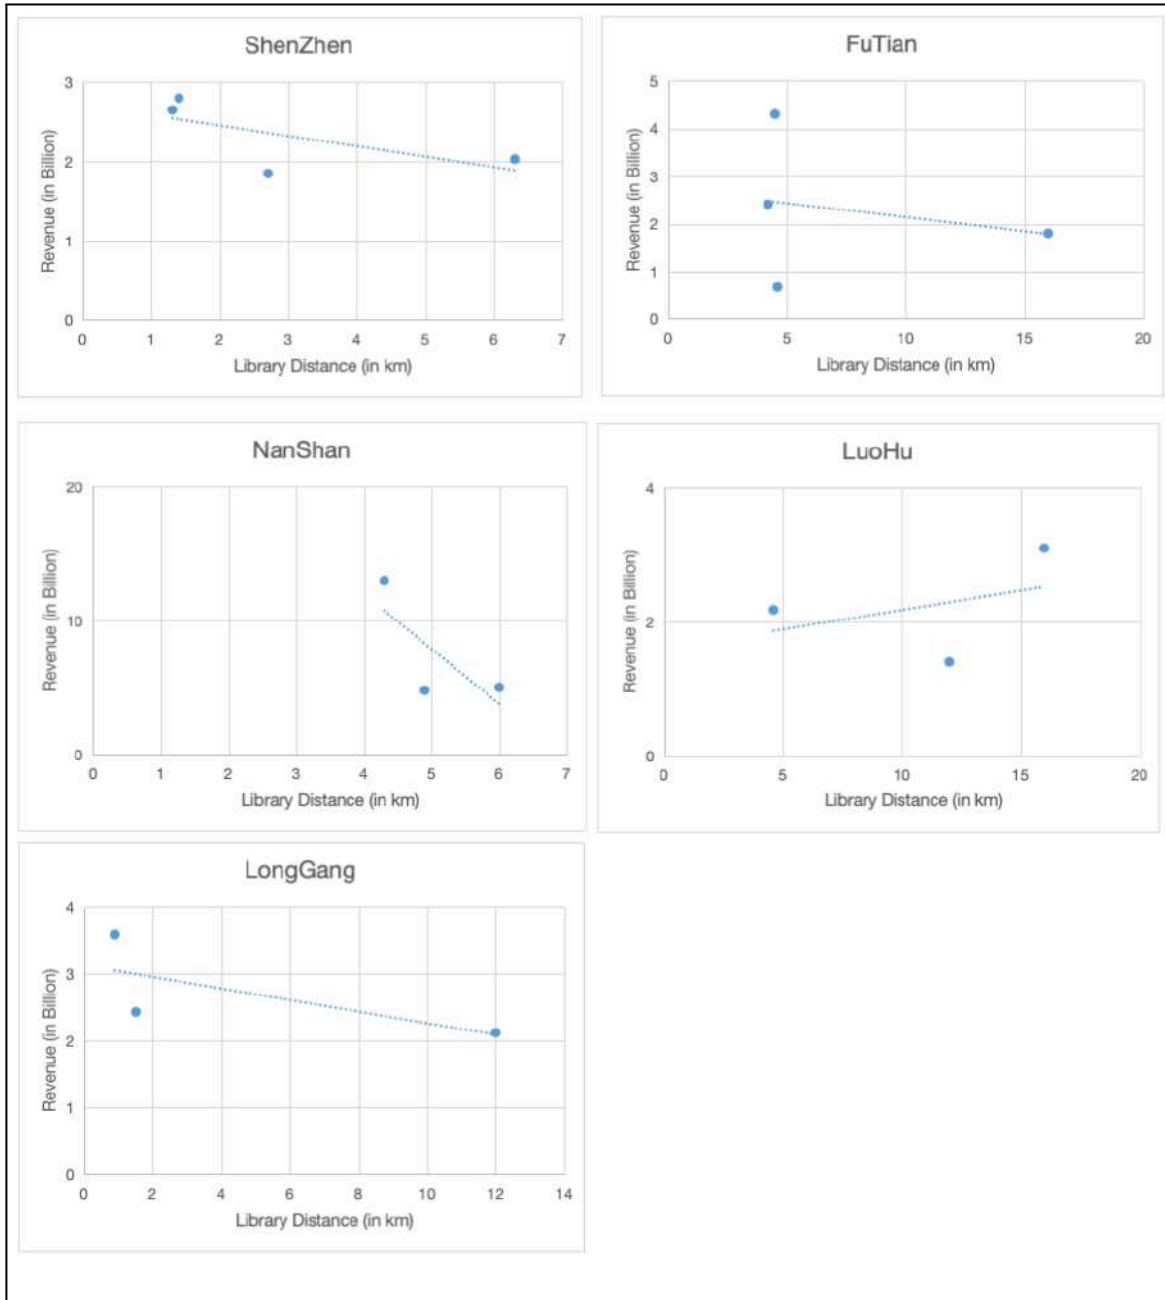 ShenZhen
3
2
1
0
Revenue (in Billion)
0 1 2 3 4 5 6 7
Library Distance (in km)
FuTian
5
4
3
2
1
0
Revenue (in Billion)
0 5 10 15 20
Library Distance (in km)
NanShan
20
10
0
Revenue (in Billion)
0 1 2 3 4 5 6 7
Library Distance (in km)
LuoHu
4
2
0
Revenue (in Billion)
0 5 10 15 20
Library Distance (in km)
LongGang
4
3
2
1
0
Revenue (in Billion)
0 2 4 6 8 10 12 14
Library Distance (in km)